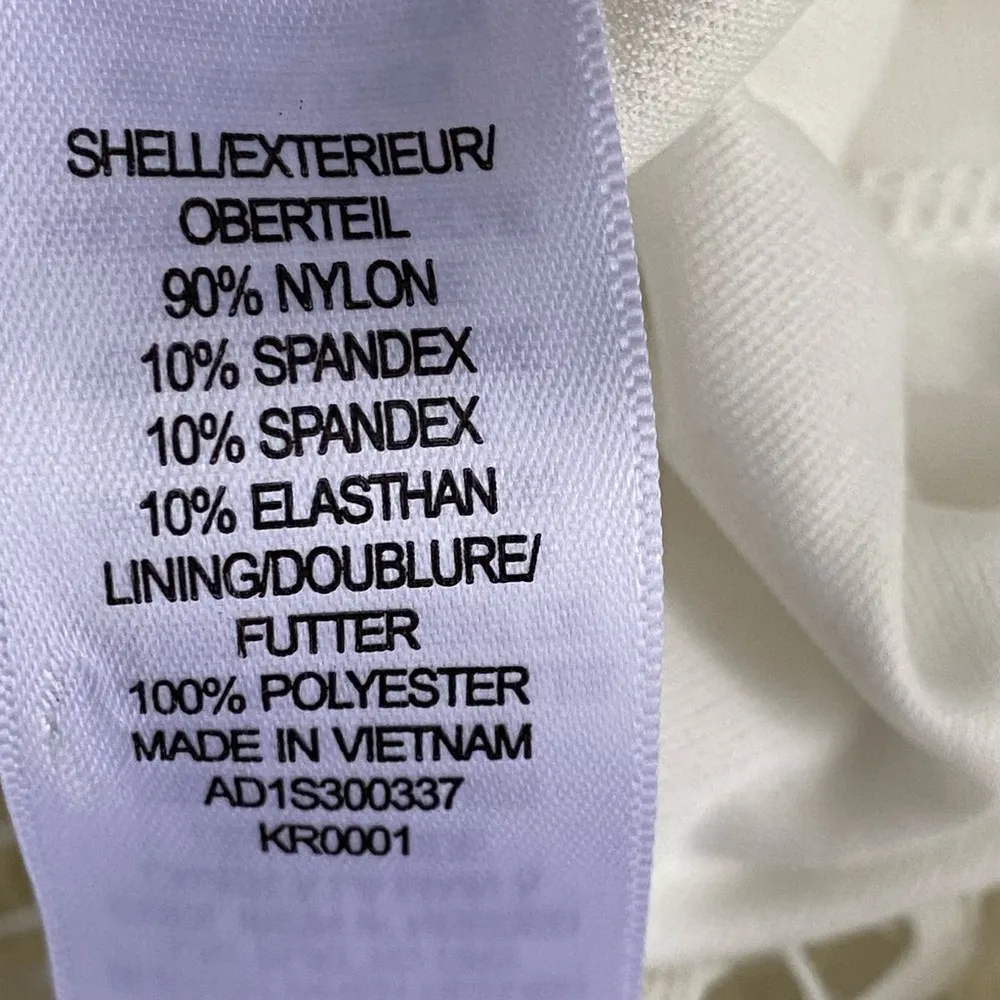 SHELL/EXTERIEUR/
OBERTEIL
90% NYLON
10% SPANDEX
10% SPANDEX
10% ELASTHAN
LINING/DOUBLURE/
FUTTER
100% POLYESTER
MADE IN VIETNAM
AD1S300337
KR0001